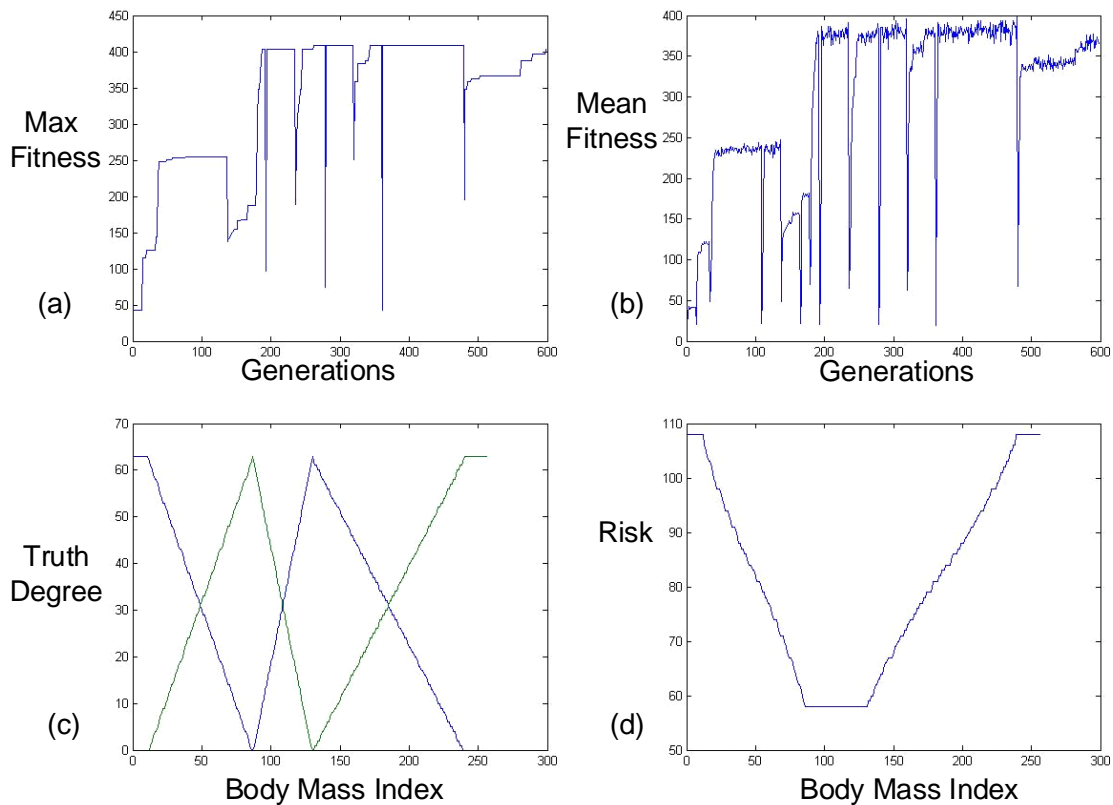 450
400
350
300
250
200
150
100
50
0
0 100 200 300 400 500 600
Max
Fitness
(a)
Generations
400
350
300
250
200
150
100
50
0
0 100 200 300 400 500 600
Mean
Fitness
(b)
Generations
70
60
50
40
30
20
10
0
0 50 100 150 200 250 300
Truth
Degree
(c)
Body Mass Index
110
100
90
80
70
60
50
0 50 100 150 200 250 300
Risk
(d)
Body Mass Index